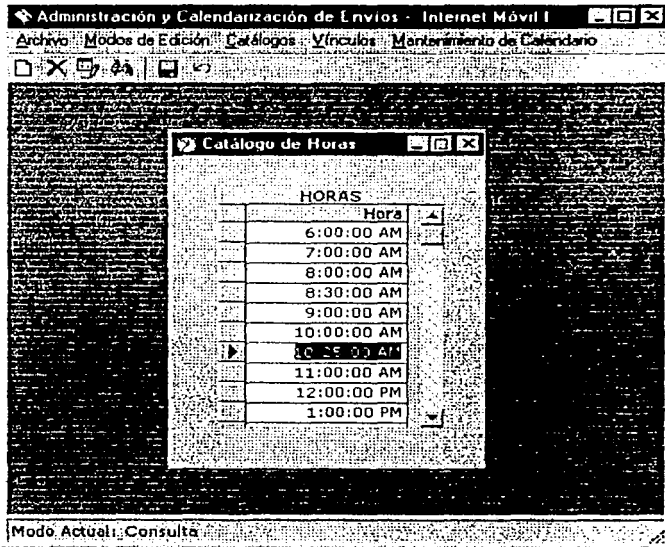 Administración y Calendarización de Envíos - Internet Móvil I
Archivo Modos de Edición Catálogos Vínculos Mantenimiento de Calendario
Catálogo de Horas
HORAS
Hora
6:00:00 AM
7:00:00 AM
8:00:00 AM
8:30:00 AM
9:00:00 AM
10:00:00 AM
AM
11:00:00 AM
12:00:00 PM
1:00:00 PM
Modo Actual: Consulta